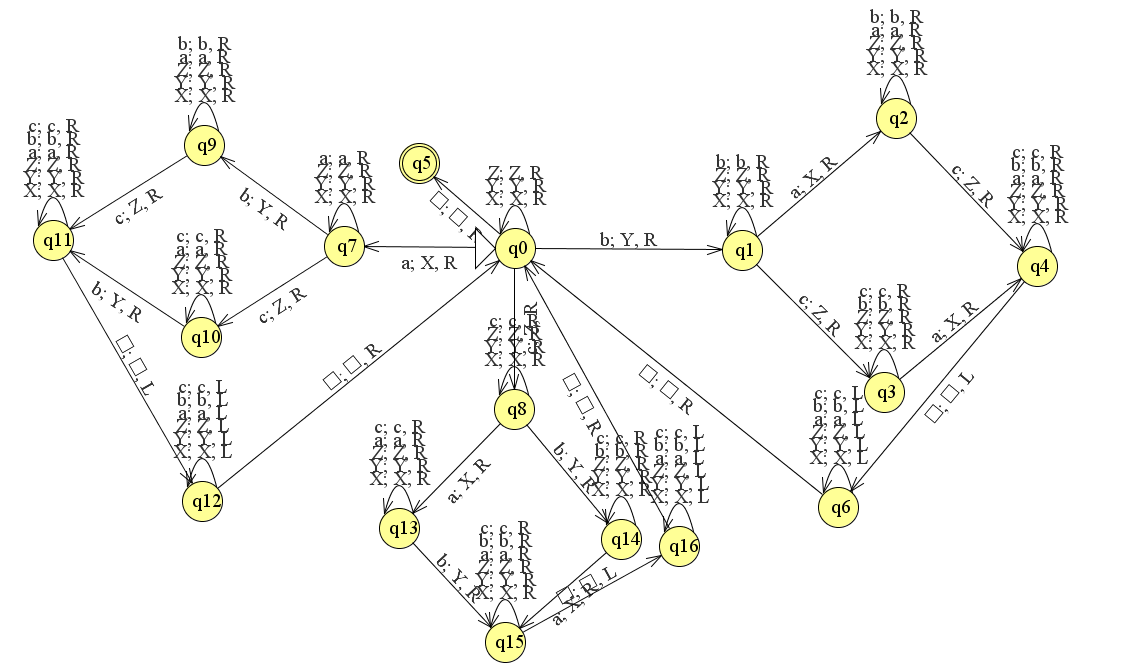 b; b, R
a; a, R
Z; Z, R
Y; Y, R
X; X, R
q9
c; c, R
b; b, R
a; a, R
Z; Z, R
Y; Y, R
X; X, R
q11
c; Z, R
b; Y, R
a; a, R
Z; Z, R
Y; Y, R
X; X, R
q7
c; c, R
a; a, R
Z; Z, R
Y; Y, R
X; X, R
q10
b; Y, R
c; Z, R
□; □, L
c; c, L
b; b, L
a; a, L
Z; Z, L
Y; Y, L
X; X, L
q12
□; □, R
q5
□; □, R
Z; Z, R
Y; Y, R
X; X, R
q0
a; X, R
b; Y, R
b; b, R
Z; Z, R
Y; Y, R
X; X, R
q1
b; b, R
a; a, R
Z; Z, R
Y; Y, R
X; X, R
q2
a; X, R
c; Z, R
c; c, R
b; b, R
a; a, R
Z; Z, R
Y; Y, R
X; X, R
q4
c; Z, R
c; c, R
b; b, R
Z; Z, R
Y; Y, R
X; X, R
q3
a; X, R
□; □, L
c; c, L
b; b, L
a; a, L
Z; Z, L
Y; Y, L
X; X, L
q6
□; □, R
c; Z, R
c; c, R
Z; Z, R
Y; Y, R
X; X, R
q8
□; □, R
a; X, R
b; Y, R
c; c, R
a; a, R
Z; Z, R
Y; Y, R
X; X, R
q13
c; c, R
b; b, R
Z; Z, R
Y; Y, R
X; X, R
q14
c; c, L
b; b, L
a; a, L
Z; Z, L
Y; Y, L
X; X, L
q16
b; Y, R
c; c, R
b; b, R
a; a, R
Z; Z, R
Y; Y, R
X; X, R
q15
a; X, R
□; □, L